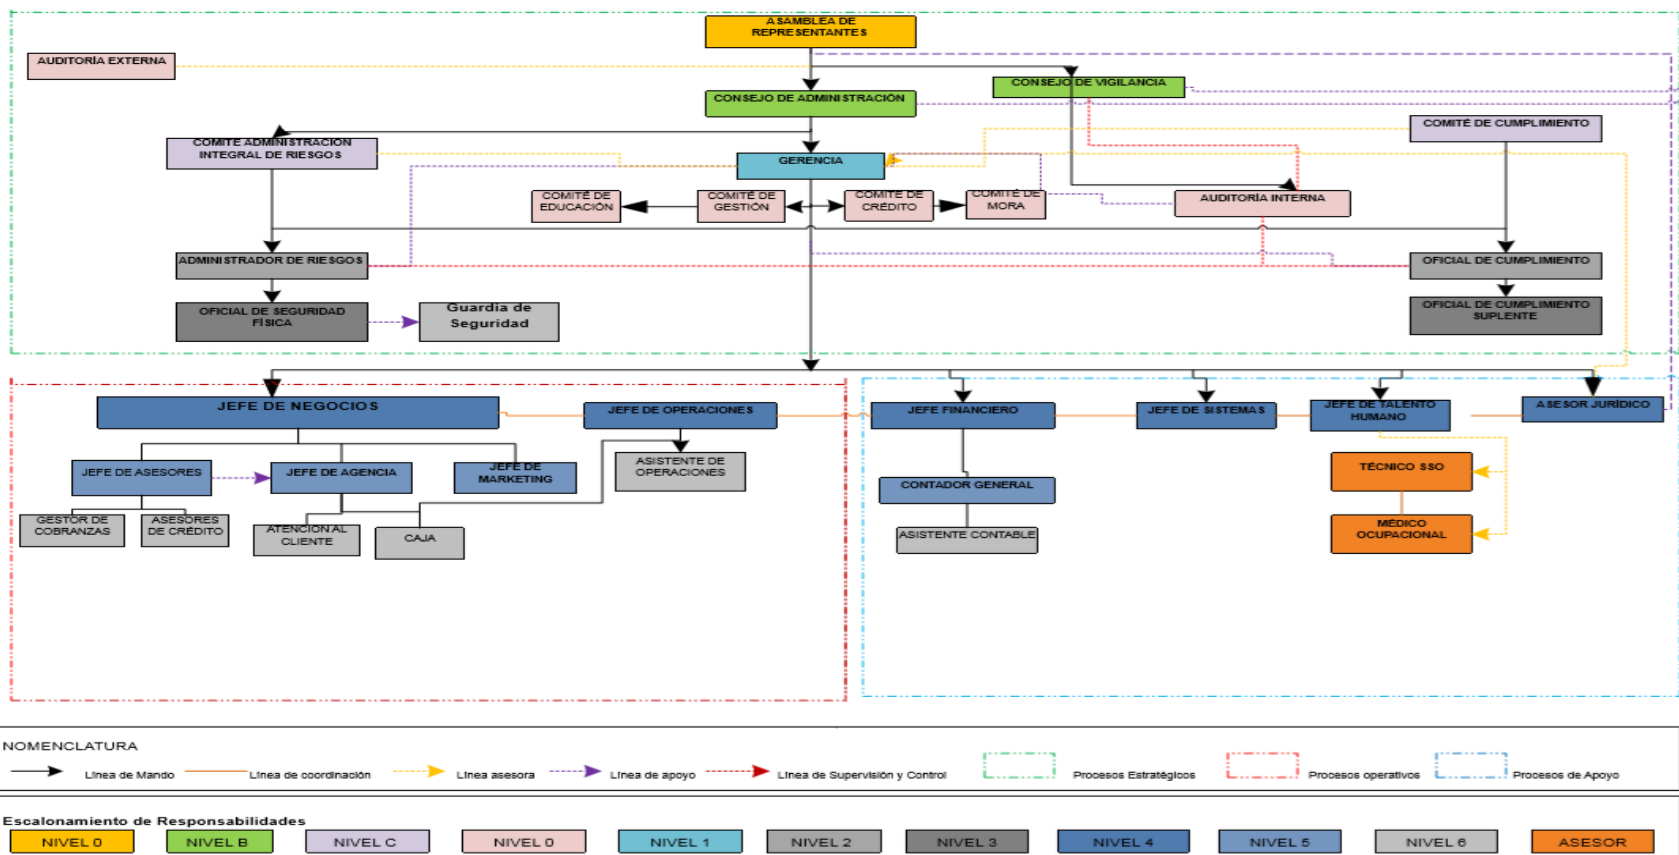 ASAMBLEA DE
REPRESENTANTES
AUDITORÍA EXTERNA
CONSEJO DE VIGILANCIA
CONSEJO DE ADMINISTRACIÓN
COMITÉ DE CUMPLIMIENTO
COMITÉ ADMINISTRACIÓN
INTEGRAL DE RIESGOS
GERENCIA
COMITÉ DE
EDUCACIÓN
COMITÉ DE
GESTIÓN
COMITÉ DE
CRÉDITO
COMITÉ DE
MORA
AUDITORÍA INTERNA
ADMINISTRADOR DE RIESGOS
OFICIAL DE CUMPLIMIENTO
OFICIAL DE SEGURIDAD
FÍSICA
Guardia de
Seguridad
OFICIAL DE CUMPLIMIENTO
SUPLENTE
JEFE DE NEGOCIOS
JEFE DE OPERACIONES
JEFE FINANCIERO
JEFE DE SISTEMAS
JEFE DE TALENTO
HUMANO
ASESOR JURÍDICO
JEFE DE ASESORES
JEFE DE AGENCIA
JEFE DE
MARKETING
ASISTENTE DE
OPERACIONES
CONTADOR GENERAL
TÉCNICO SSO
GESTOR DE
COBRANZAS
ASESORES
DE CRÉDITO
ATENCION AL
CLIENTE
CAJA
ASISTENTE CONTABLE
MÉDICO
OCUPACIONAL
NOMENCLATURA
Línea de Mando
Línea de coordinación
Línea asesora
Línea de apoyo
Línea de Supervisión y Control
Procesos Estratégicos
Procesos operativos
Procesos de Apoyo
Escalonamiento de Responsabilidades
NIVEL 0
NIVEL B
NIVEL C
NIVEL 0
NIVEL 1
NIVEL 2
NIVEL 3
NIVEL 4
NIVEL 5
NIVEL 6
ASESOR